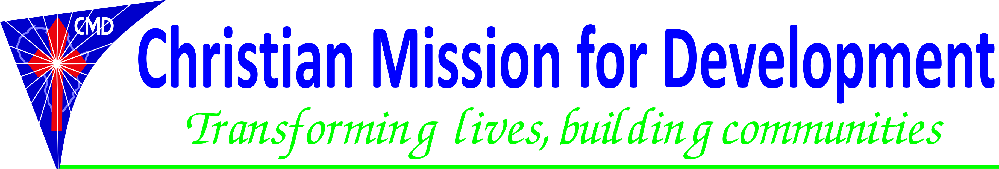 CMD
Christian Mission for Development
Transforming lives, building communities